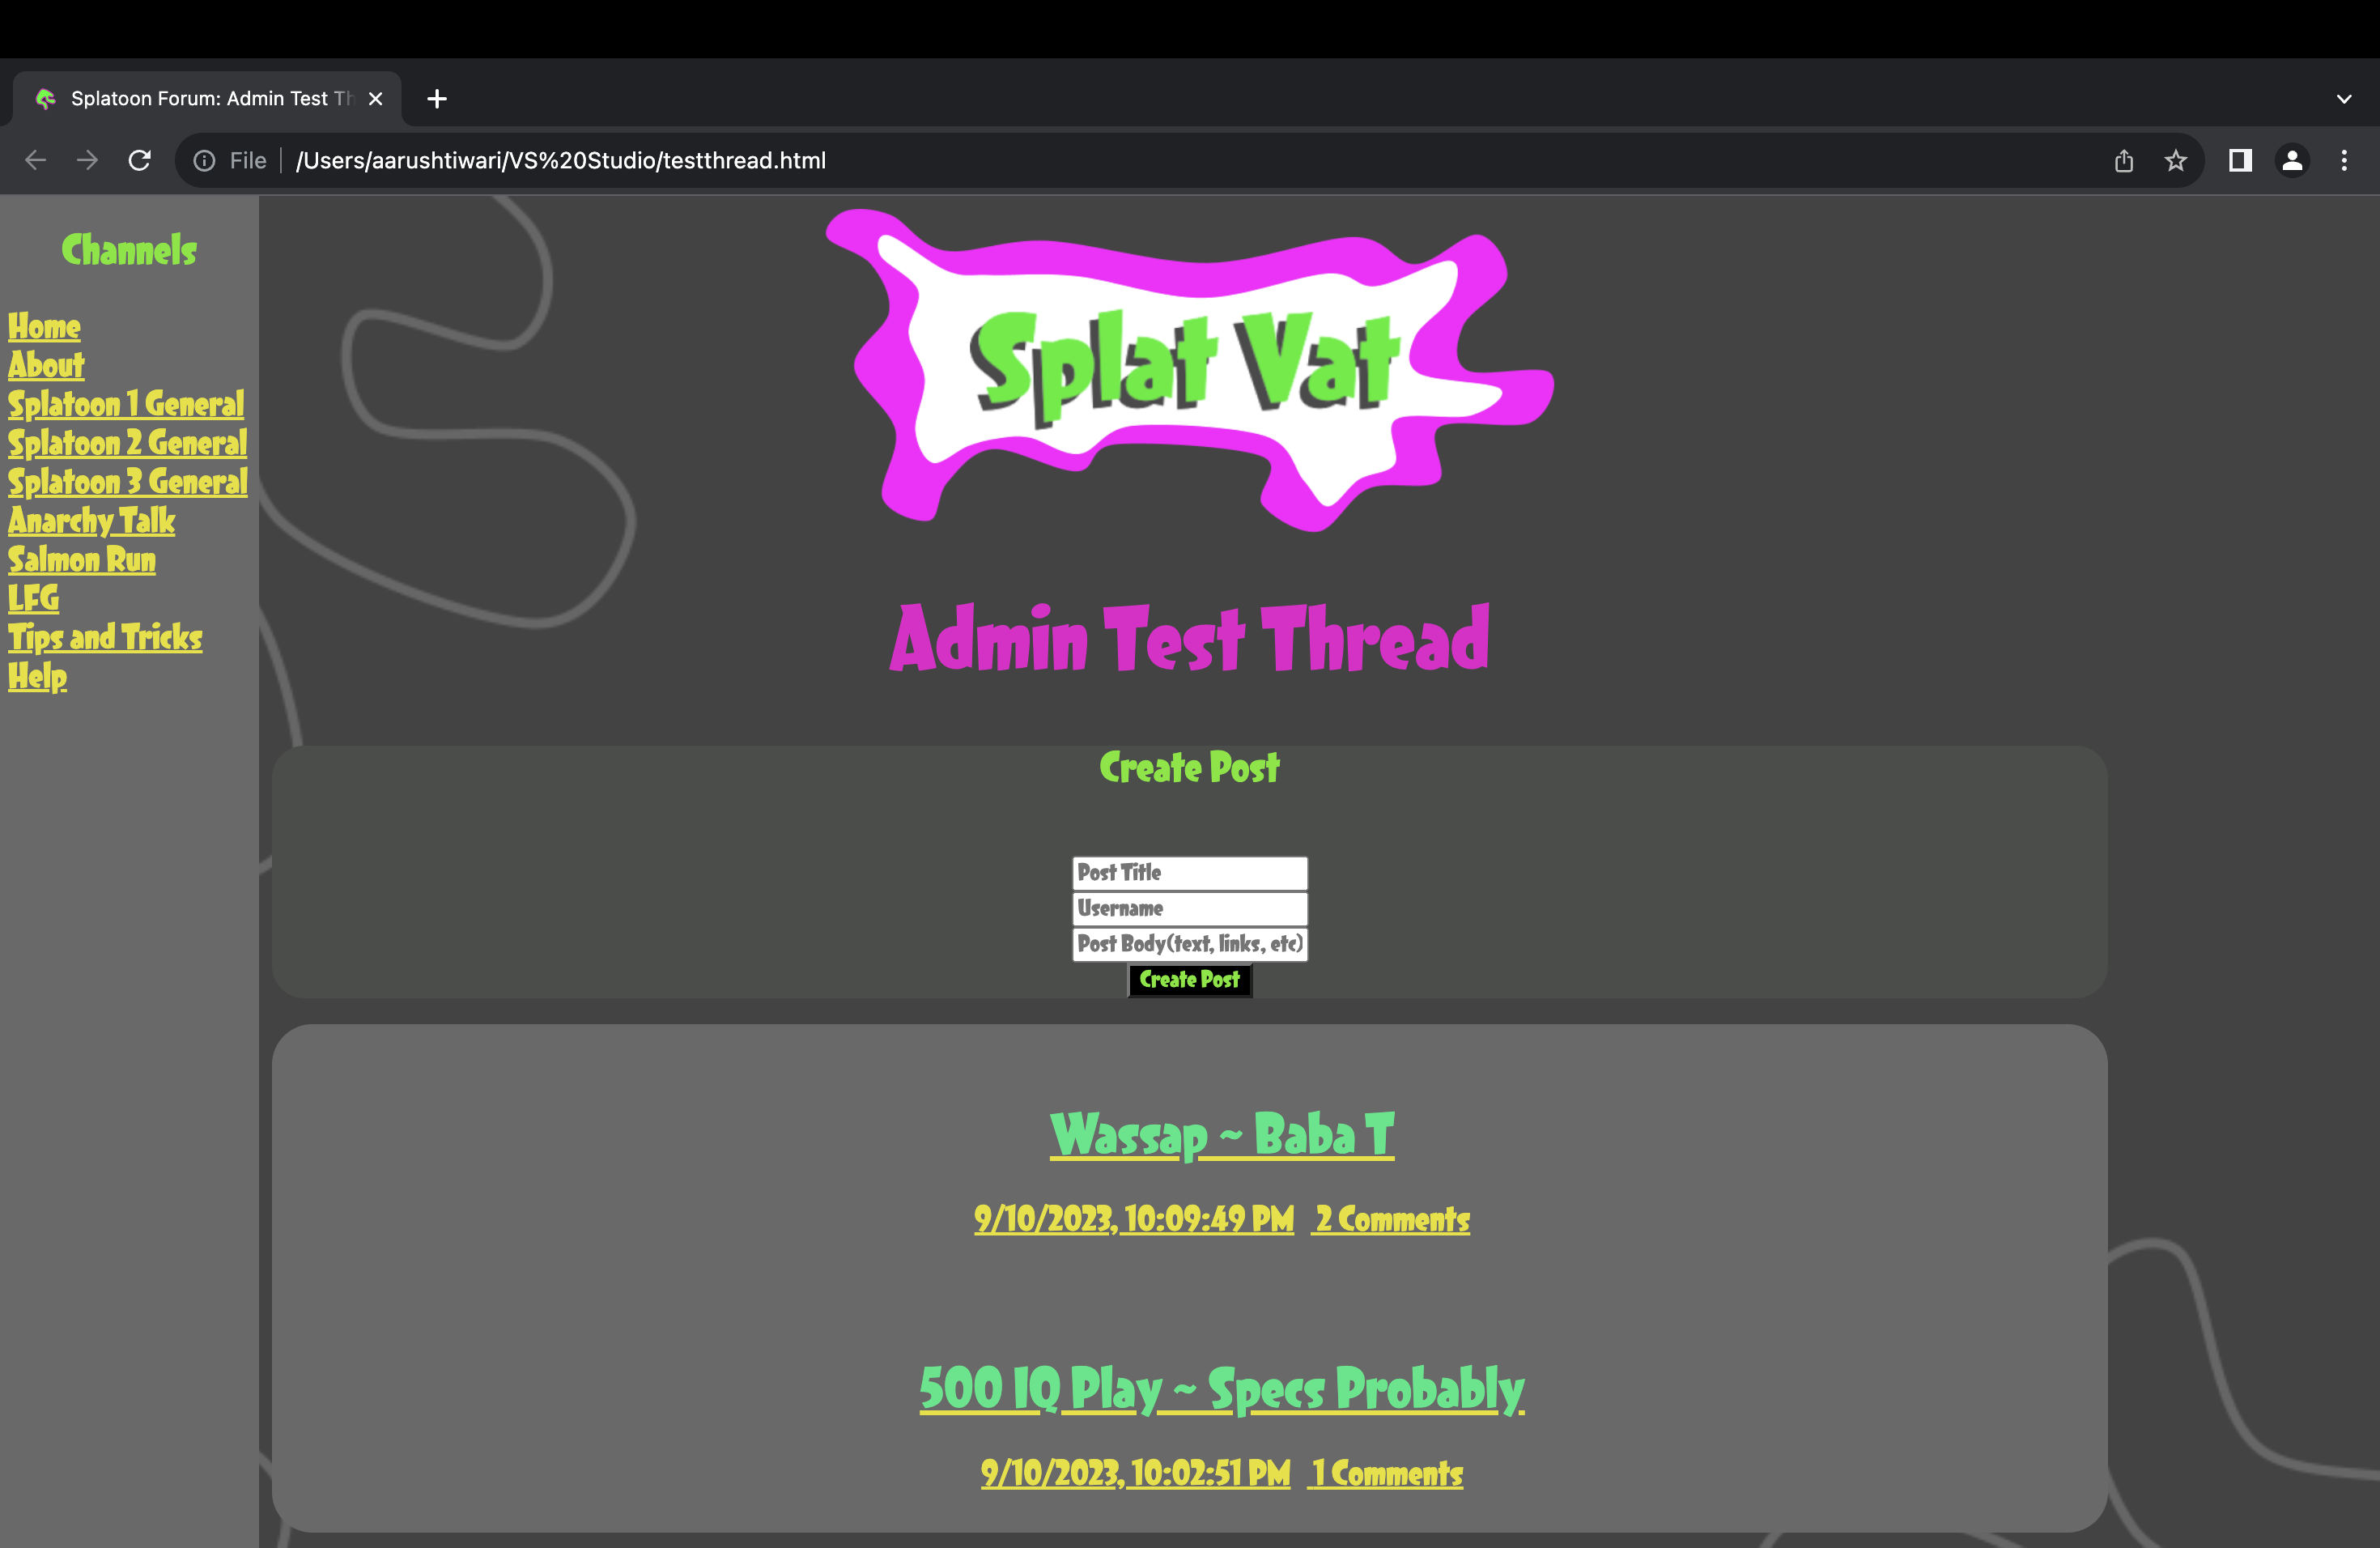 Splatoon Forum: Admin Test Th
File
/Users/aarushtiwari/VS%20Studio/testthread.html
Channels
Home
About
Splatoon 1 General
Splatoon 2 General
Splatoon 3 General
Anarchy Talk
Salmon Run
LFG
Tips and Tricks
Help
Splat Vat
Admin Test Thread
Create Post
Post Title
Username
Post Body(text, links, etc)
Create Post
Wassap ~ Baba T
9/10/2023, 10:09:49 PM 2 Comments
500 IQ Play ~ Specs Probably
9/10/2023, 10:02:51 PM 1 Comments